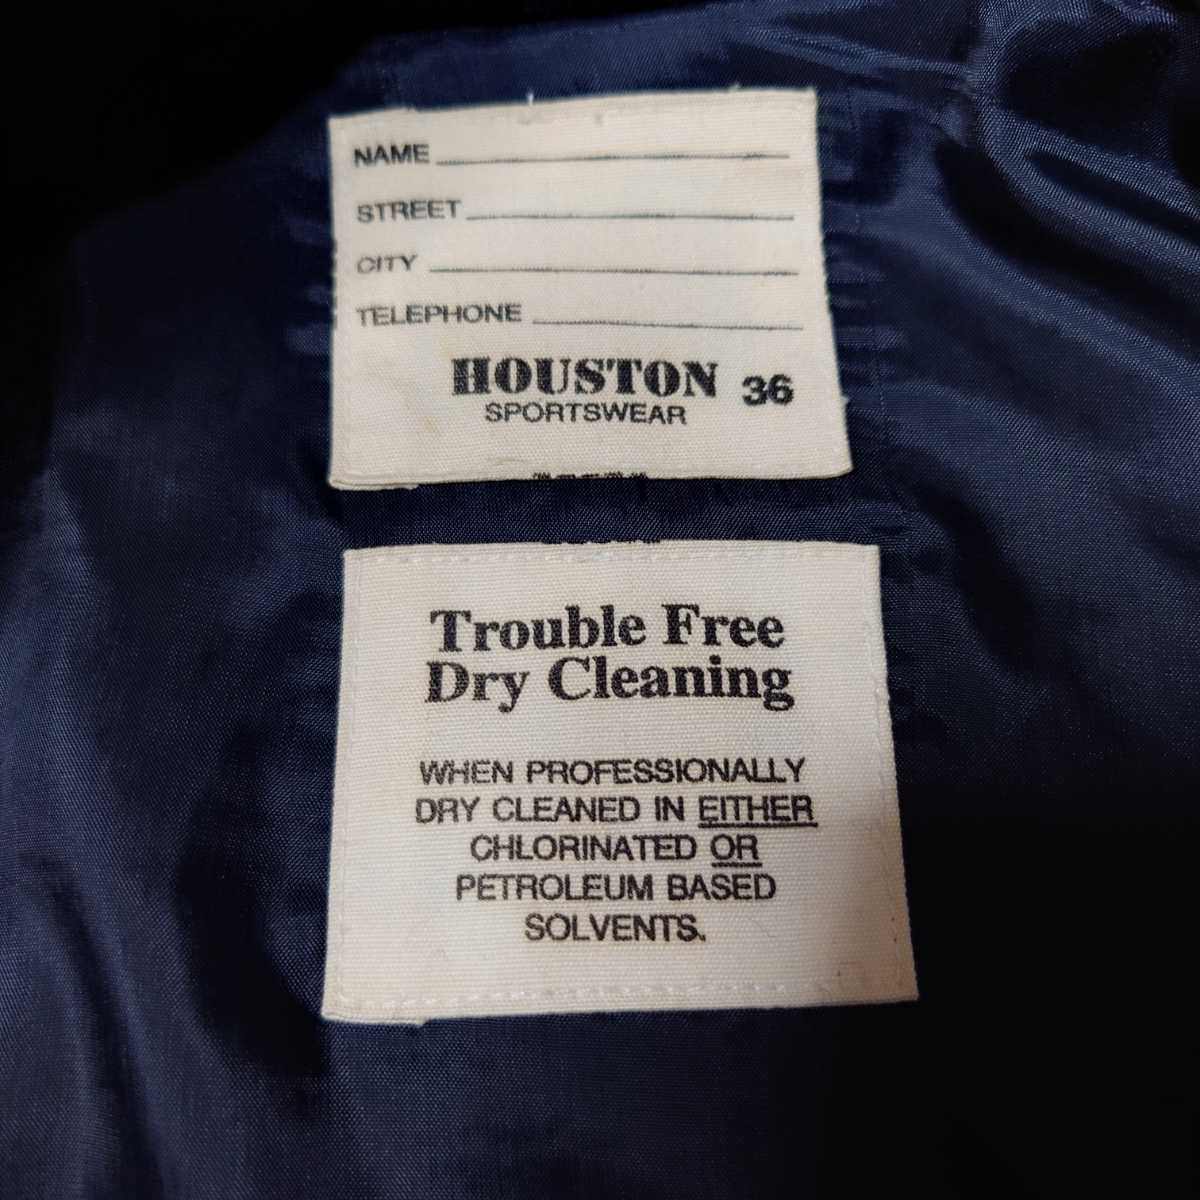 NAME
STREET
CITY
TELEPHONE
HOUSTON 36
SPORTSWEAR
Trouble Free
Dry Cleaning
WHEN PROFESSIONALLY
DRY CLEANED IN EITHER
CHLORINATED OR
PETROLEUM BASED
SOLVENTS.